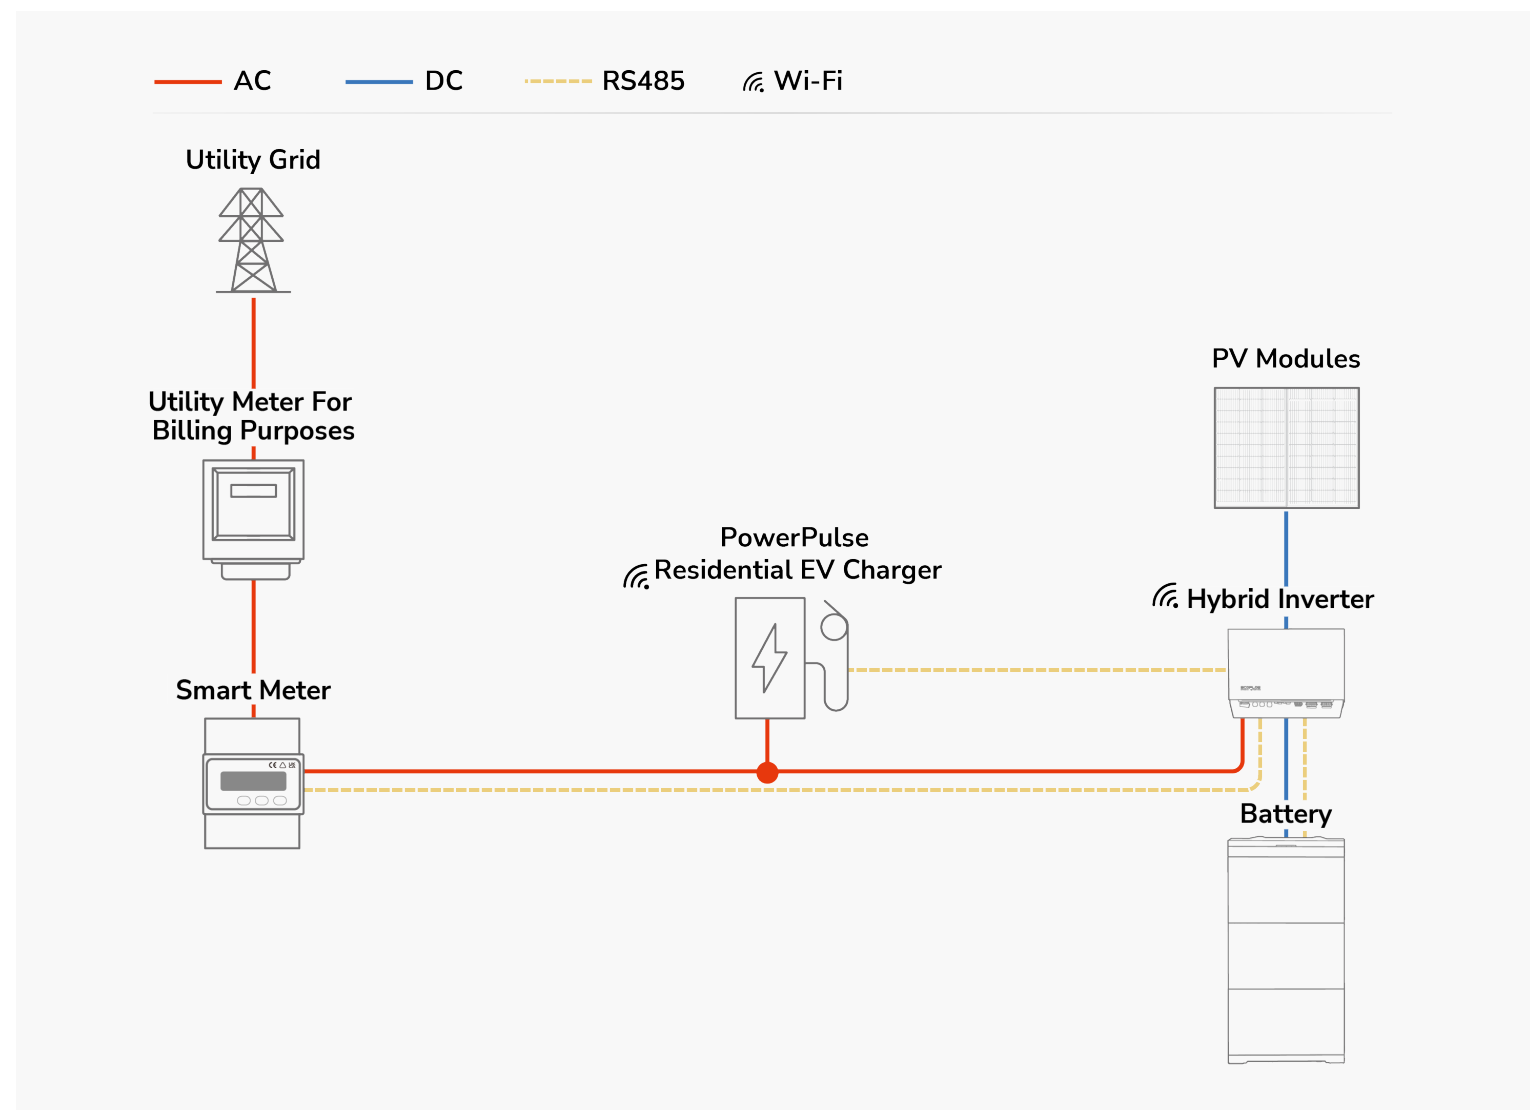 AC
DC
RS485
Wi-Fi
Utility Grid
Utility Meter For
Billing Purposes
Smart Meter
PowerPulse
Residential EV Charger
PV Modules
Hybrid Inverter
Battery